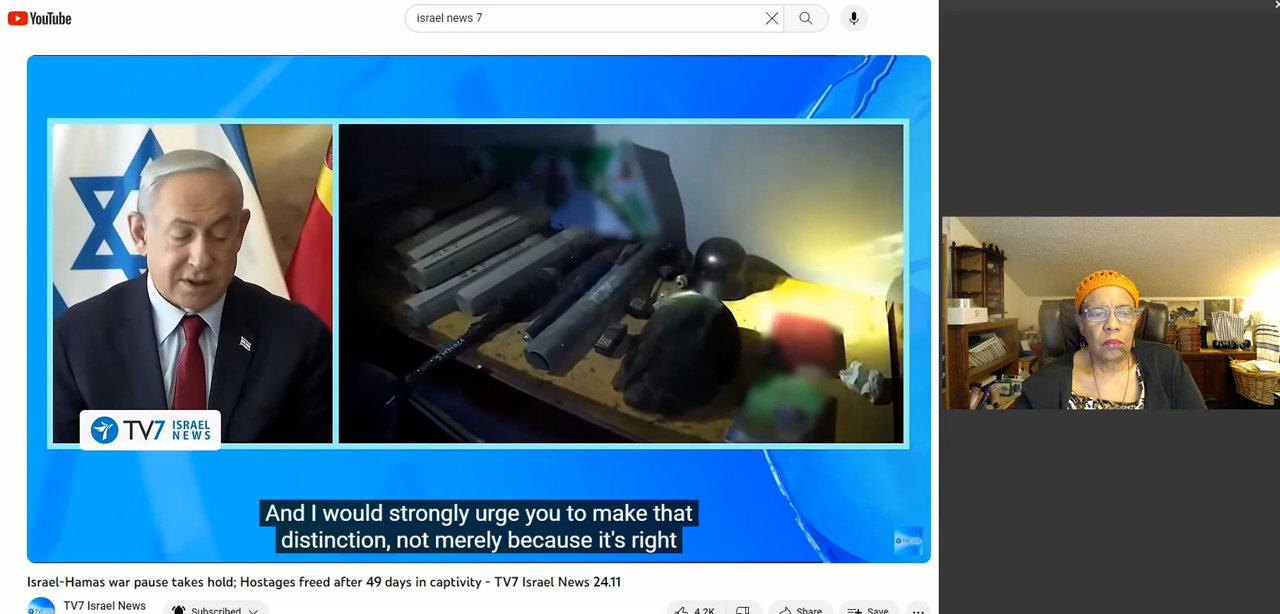 YouTube
israel news 7
TV7 ISRAEL NEWS
And I would strongly urge you to make that
distinction, not merely because it's right
Israel-Hamas war pause takes hold; Hostages freed after 49 days in captivity - TV7 Israel News 24.11
TV7 Israel News
Subscribed
4.2K
Share
Save